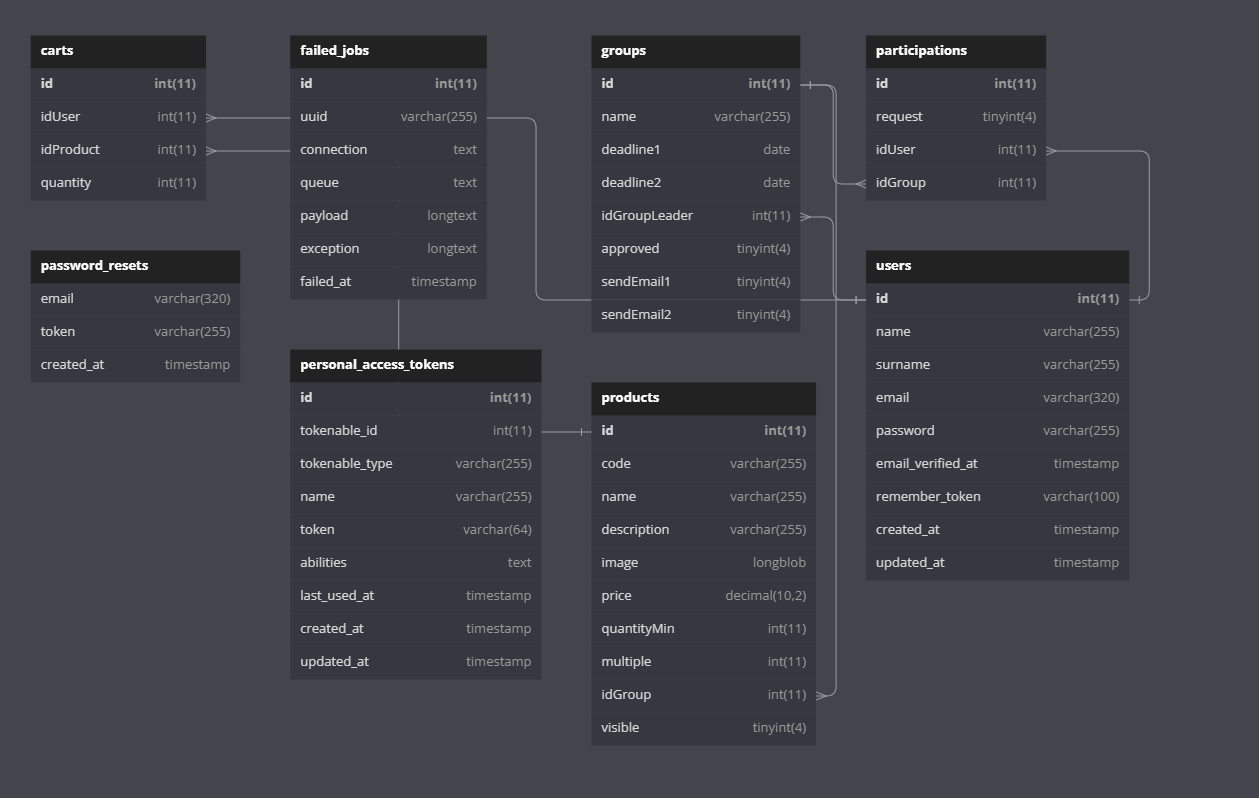 carts
id int(11)
idUser int(11)
idProduct int(11)
quantity int(11)
failed_jobs
id int(11)
uuid varchar(255)
connection text
queue text
payload longtext
exception longtext
failed_at timestamp
groups
id int(11)
name varchar(255)
deadline1 date
deadline2 date
idGroupLeader int(11)
approved tinyint(4)
sendEmail1 tinyint(4)
sendEmail2 tinyint(4)
participations
id int(11)
request tinyint(4)
idUser int(11)
idGroup int(11)
password_resets
email varchar(320)
token varchar(255)
created_at timestamp
users
id int(11)
name varchar(255)
surname varchar(255)
email varchar(320)
password varchar(255)
email_verified_at timestamp
remember_token varchar(100)
created_at timestamp
updated_at timestamp
personal_access_tokens
id int(11)
tokenable_id int(11)
tokenable_type varchar(255)
name varchar(255)
token varchar(64)
abilities text
last_used_at timestamp
created_at timestamp
updated_at timestamp
products
id int(11)
code varchar(255)
name varchar(255)
description varchar(255)
image longblob
price decimal(10,2)
quantityMin int(11)
multiple int(11)
idGroup int(11)
visible tinyint(4)